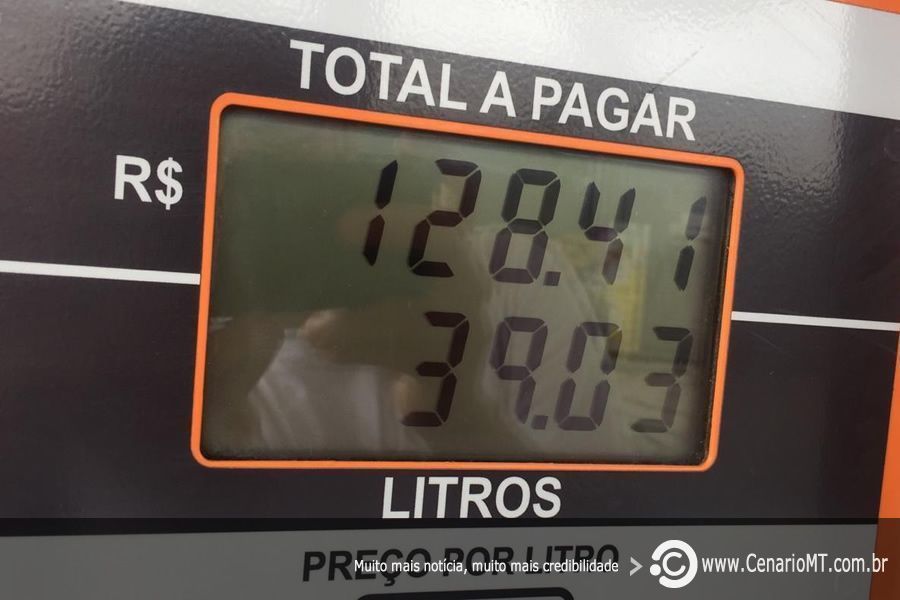 TOTAL A PAGAR
R$ 128.41
39.03
LITROS
PREÇO POR LITRO
Muito mais notícia, muito mais credibilidade > www.CenarioMT.com.br